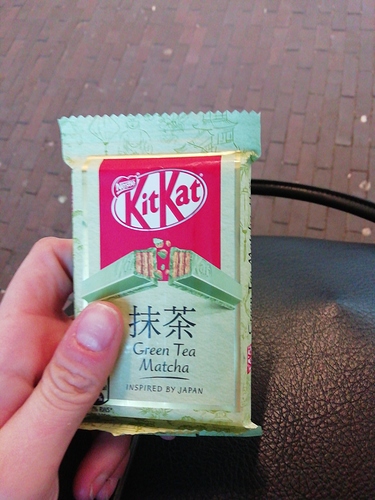 Nestlé
KitKat
抹茶
Green Tea
Matcha
INSPIRED BY JAPAN